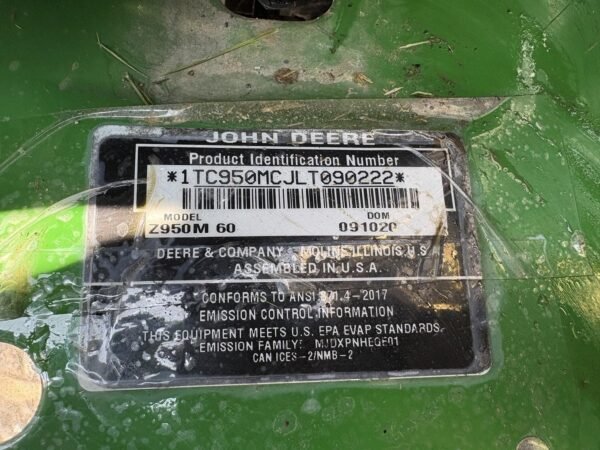 JOHN DEERE
Product Identification Number
*1TC950MCJLT090222*
MODEL DOM
Z950M 60 091020
DEERE & COMPANY MOLINE ILLINOIS U.S.
ASSEMBLED IN U.S.A.
CONFORMS TO ANSI B71.4-2017
EMISSION CONTROL INFORMATION
THIS EQUIPMENT MEETS U.S. EPA EVAP STANDARDS.
EMISSION FAMILY:
CAN ICES-2/NMB-2